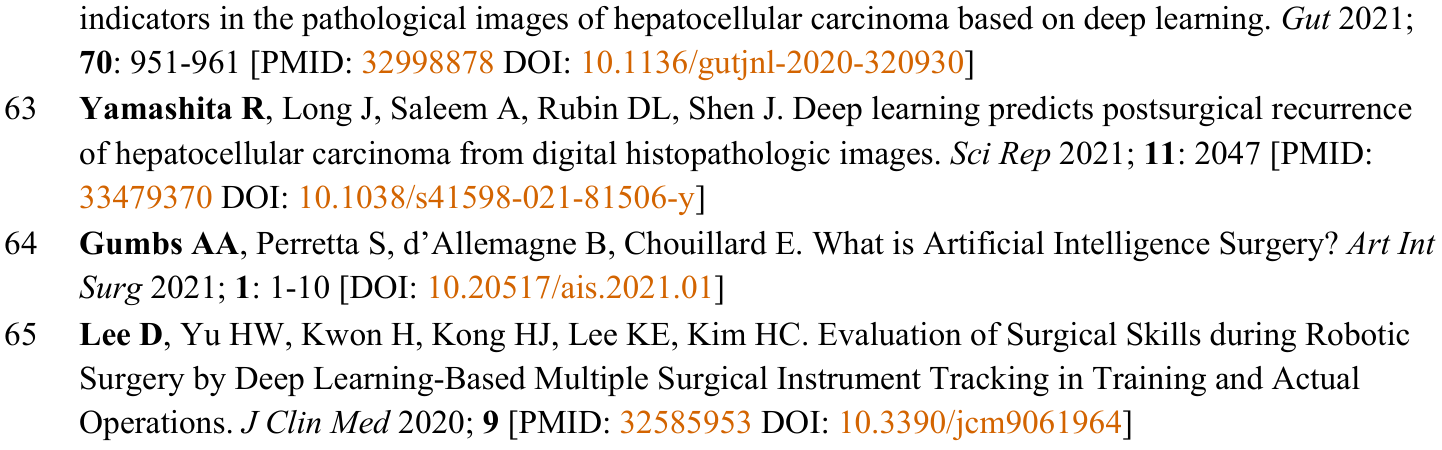 indicators in the pathological images of hepatocellular carcinoma based on deep learning. Gut 2021;
70: 951-961 [PMID: 32998878 DOI: 10.1136/gutjnl-2020-320930]
63 Yamashita R, Long J, Saleem A, Rubin DL, Shen J. Deep learning predicts postsurgical recurrence
of hepatocellular carcinoma from digital histopathologic images. Sci Rep 2021; 11: 2047 [PMID:
33479370 DOI: 10.1038/s41598-021-81506-y]
64 Gumbs AA, Perretta S, d’Allemagne B, Chouillard E. What is Artificial Intelligence Surgery? Art Int
Surg 2021; 1: 1-10 [DOI: 10.20517/ais.2021.01]
65 Lee D, Yu HW, Kwon H, Kong HJ, Lee KE, Kim HC. Evaluation of Surgical Skills during Robotic
Surgery by Deep Learning-Based Multiple Surgical Instrument Tracking in Training and Actual
Operations. J Clin Med 2020; 9 [PMID: 32585953 DOI: 10.3390/jcm9061964]